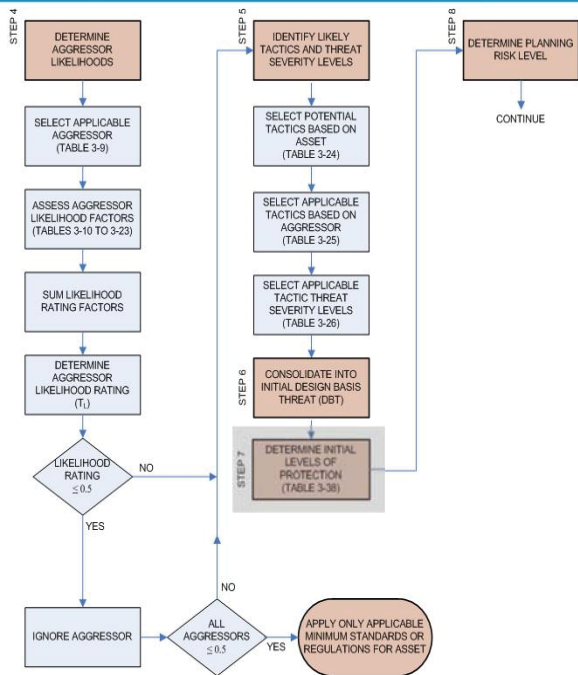 STEP 4
DETERMINE
AGGRESSOR
LIKELIHOODS
SELECT APPLICABLE
AGGRESSOR
(TABLE 3-9)
ASSESS AGGRESSOR
LIKELIHOOD FACTORS
(TABLES 3-10 TO 3-23)
SUM LIKELIHOOD
RATING FACTORS
DETERMINE
AGGRESSOR
LIKELIHOOD RATING
(TL)
LIKELIHOOD
RATING
≤ 0.5
NO
YES
IGNORE AGGRESSOR
ALL
AGGRESSORS
≤ 0.5
NO
YES
APPLY ONLY APPLICABLE
MINIMUM STANDARDS OR
REGULATIONS FOR ASSET
STEP 5
IDENTIFY LIKELY
TACTICS AND THREAT
SEVERITY LEVELS
SELECT POTENTIAL
TACTICS BASED ON
ASSET
(TABLE 3-24)
SELECT APPLICABLE
TACTICS BASED ON
AGGRESSOR
(TABLE 3-25)
SELECT APPLICABLE
TACTIC THREAT
SEVERITY LEVELS
(TABLE 3-26)
STEP 6
CONSOLIDATE INTO
INITIAL DESIGN BASIS
THREAT (DBT)
STEP 7
DETERMINE INITIAL
LEVELS OF
PROTECTION
(TABLE 3-38)
STEP 8
DETERMINE PLANNING
RISK LEVEL
CONTINUE